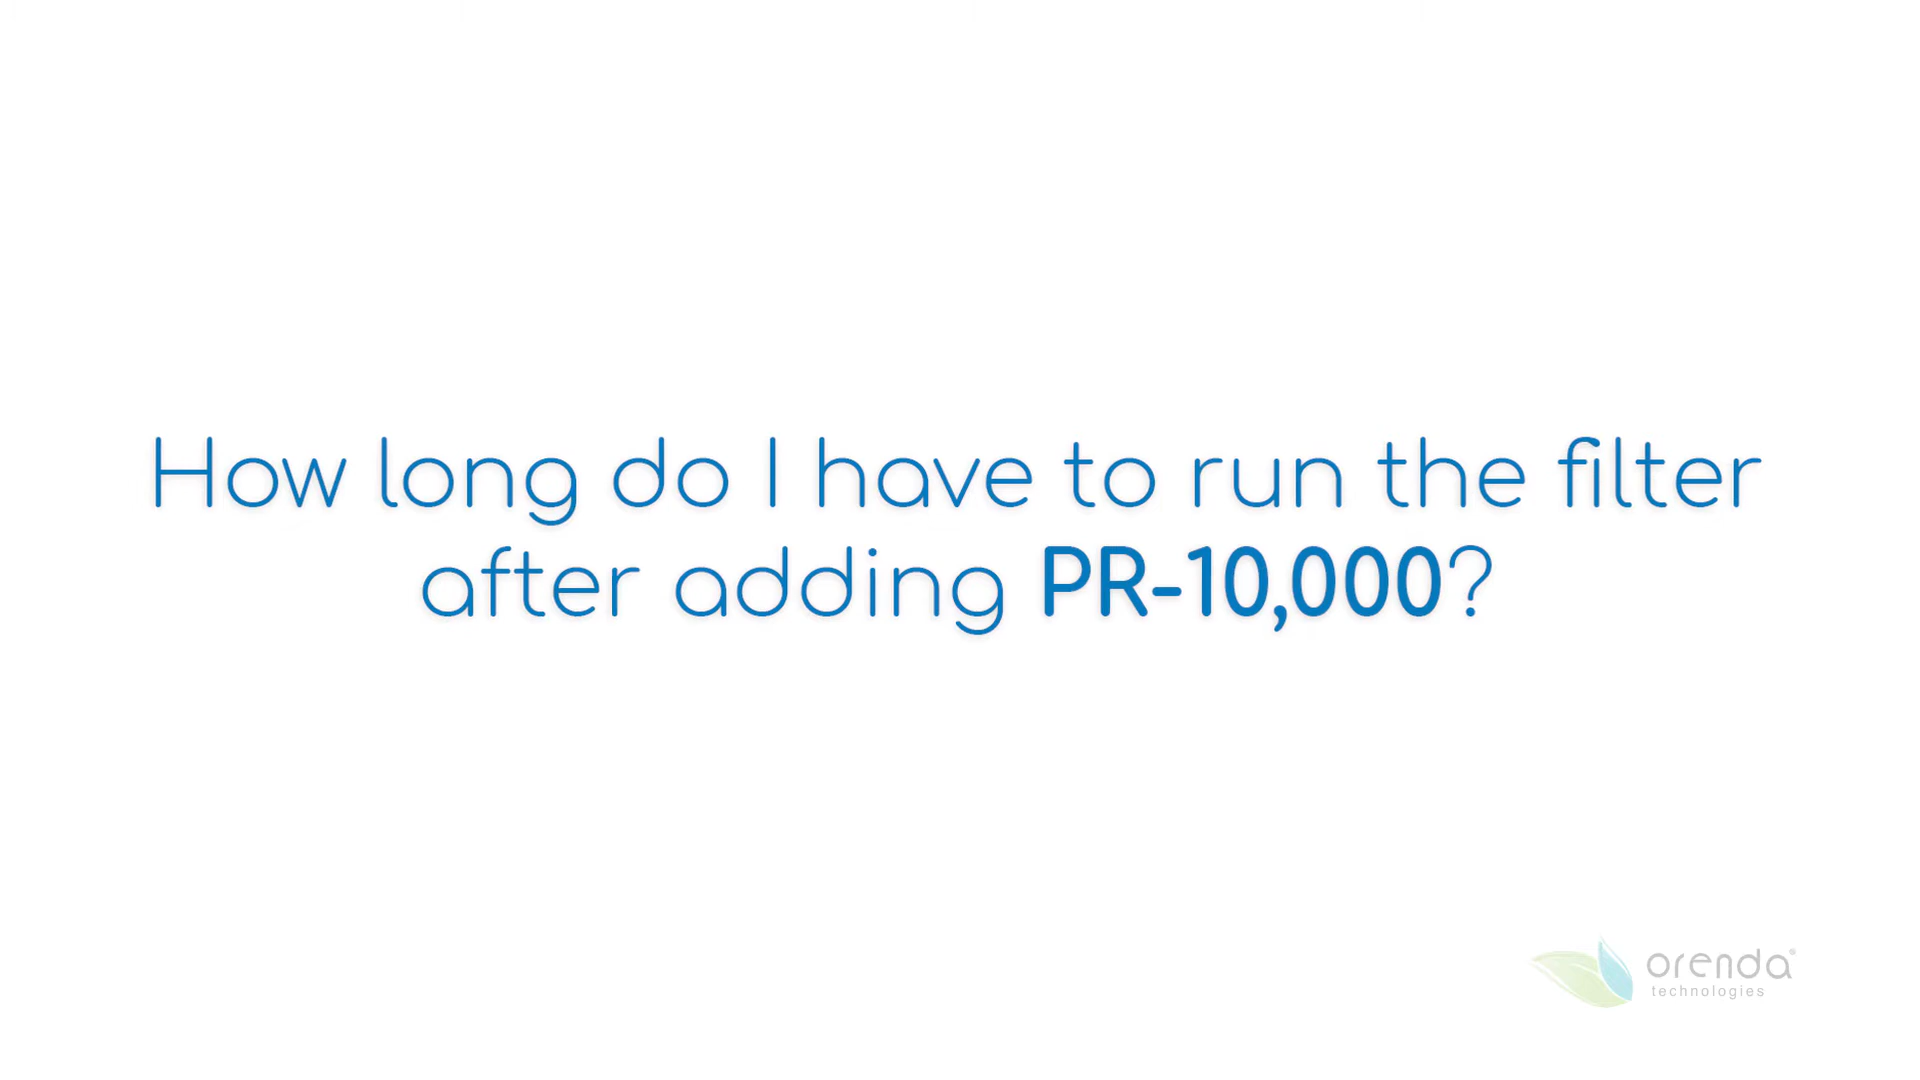 How long do I have to run the filter
after adding PR-10,000?
orenda®
technologies